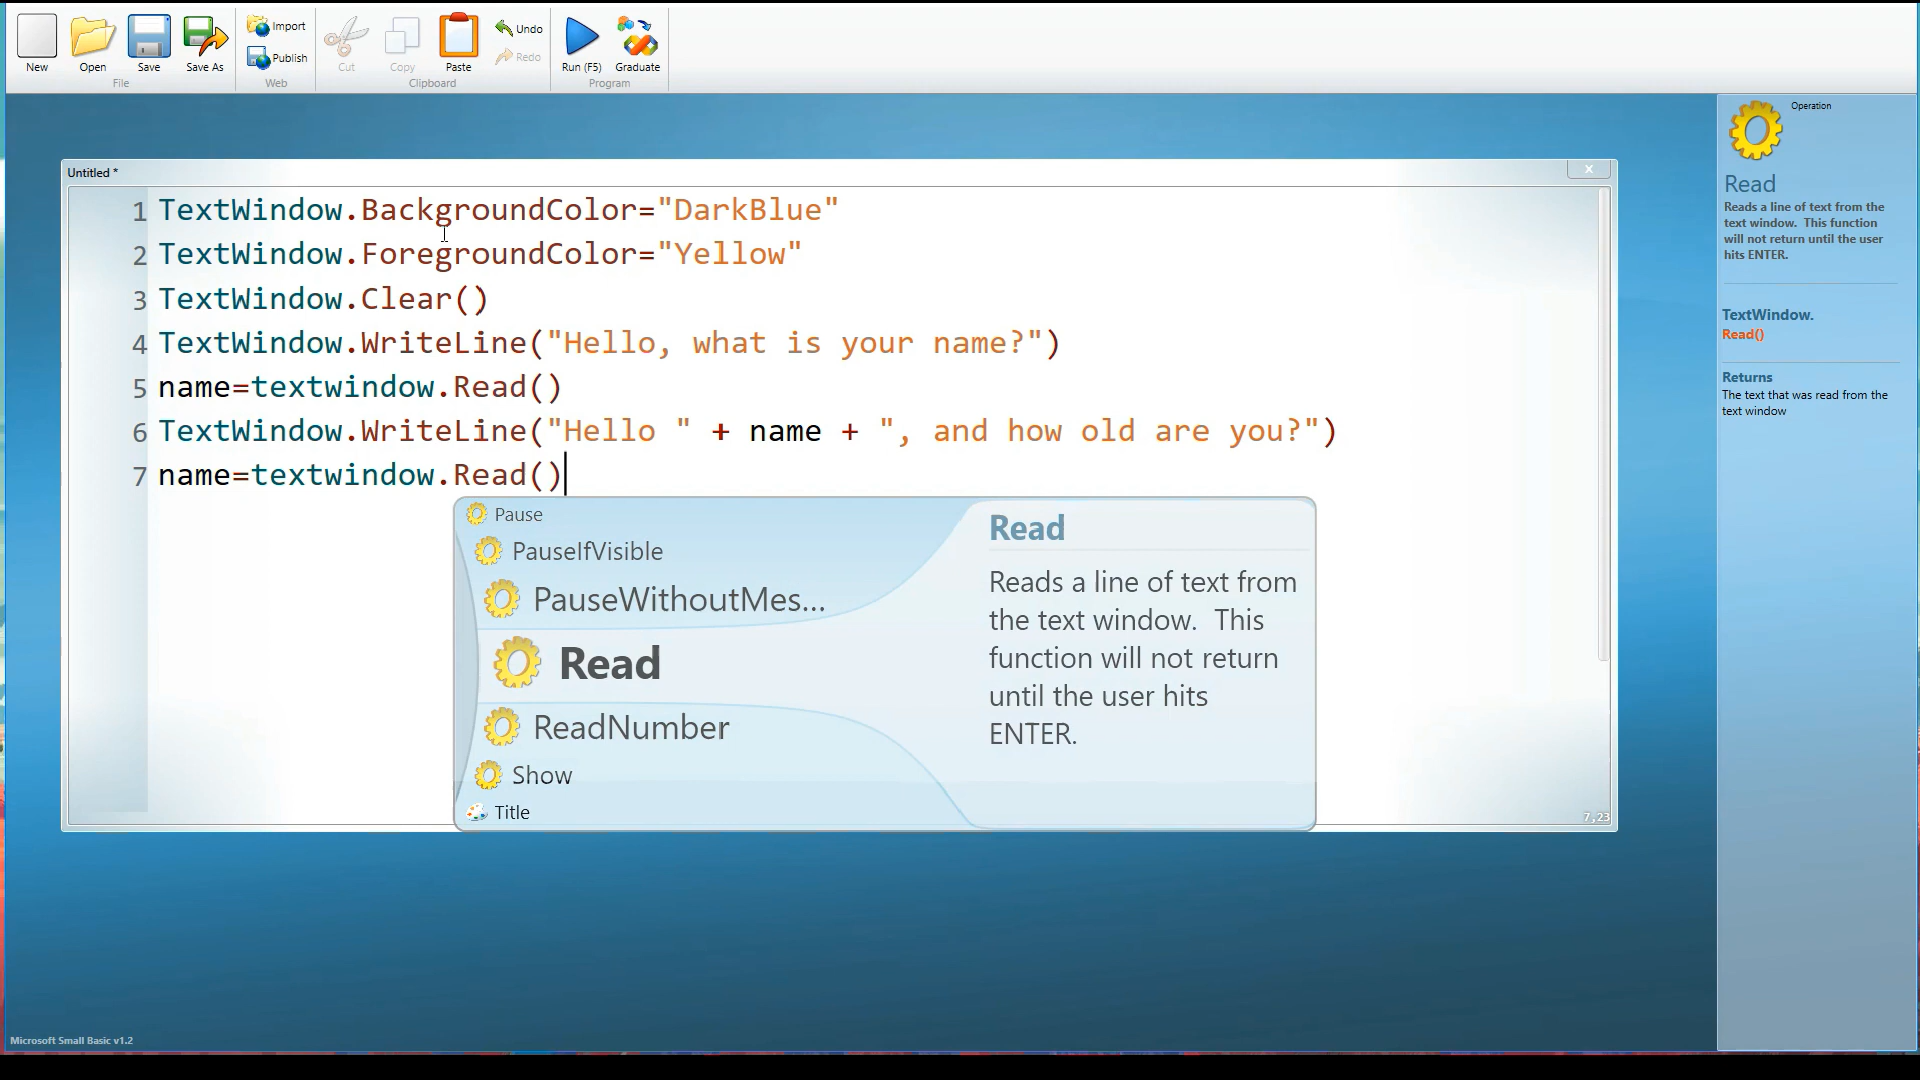 New
Open
Save
Save As
File
Import
Publish
Web
Cut
Copy
Paste
Undo
Redo
Clipboard
Run (F5)
Graduate
Program
Untitled *
x
1 TextWindow.BackgroundColor="DarkBlue"
2 TextWindow.ForegroundColor="Yellow"
3 TextWindow.Clear()
4 TextWindow.WriteLine("Hello, what is your name?")
5 name=textwindow.Read()
6 TextWindow.WriteLine("Hello " + name + ", and how old are you?")
7 name=textwindow.Read()
Pause
PauseIfVisible
PauseWithoutMes...
Read
ReadNumber
Show
Title
Read
Reads a line of text from
the text window. This
function will not return
until the user hits
ENTER.
7,23
Operation
Read
Reads a line of text from the
text window. This function
will not return until the user
hits ENTER.
TextWindow.
Read()
Returns
The text that was read from the
text window
Microsoft Small Basic v1.2